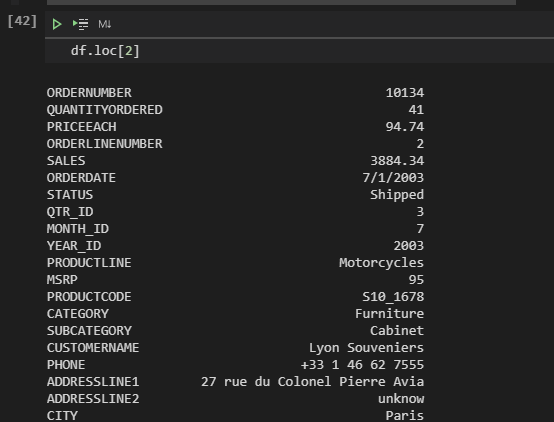 [42]
M↓
df.loc[2]
ORDERNUMBER 10134
QUANTITYORDERED 41
PRICEEACH 94.74
ORDERLINENUMBER 2
SALES 3884.34
ORDERDATE 7/1/2003
STATUS Shipped
QTR_ID 3
MONTH_ID 7
YEAR_ID 2003
PRODUCTLINE Motorcycles
MSRP 95
PRODUCTCODE S10_1678
CATEGORY Furniture
SUBCATEGORY Cabinet
CUSTOMERNAME Lyon Souveniers
PHONE +33 1 46 62 7555
ADDRESSLINE1 27 rue du Colonel Pierre Avia
ADDRESSLINE2 unknow
CITY Paris